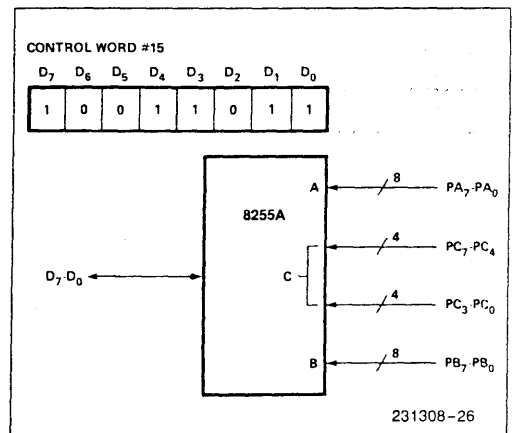 CONTROL WORD #15
D7 D6 D5 D4 D3 D2 D1 D0
1 0 0 1 1 0 1 1
8255A
A 8 PA7-PA0
4 PC7-PC4
D7-D0 C
4 PC3-PC0
B 8 PB7-PB0
231308-26